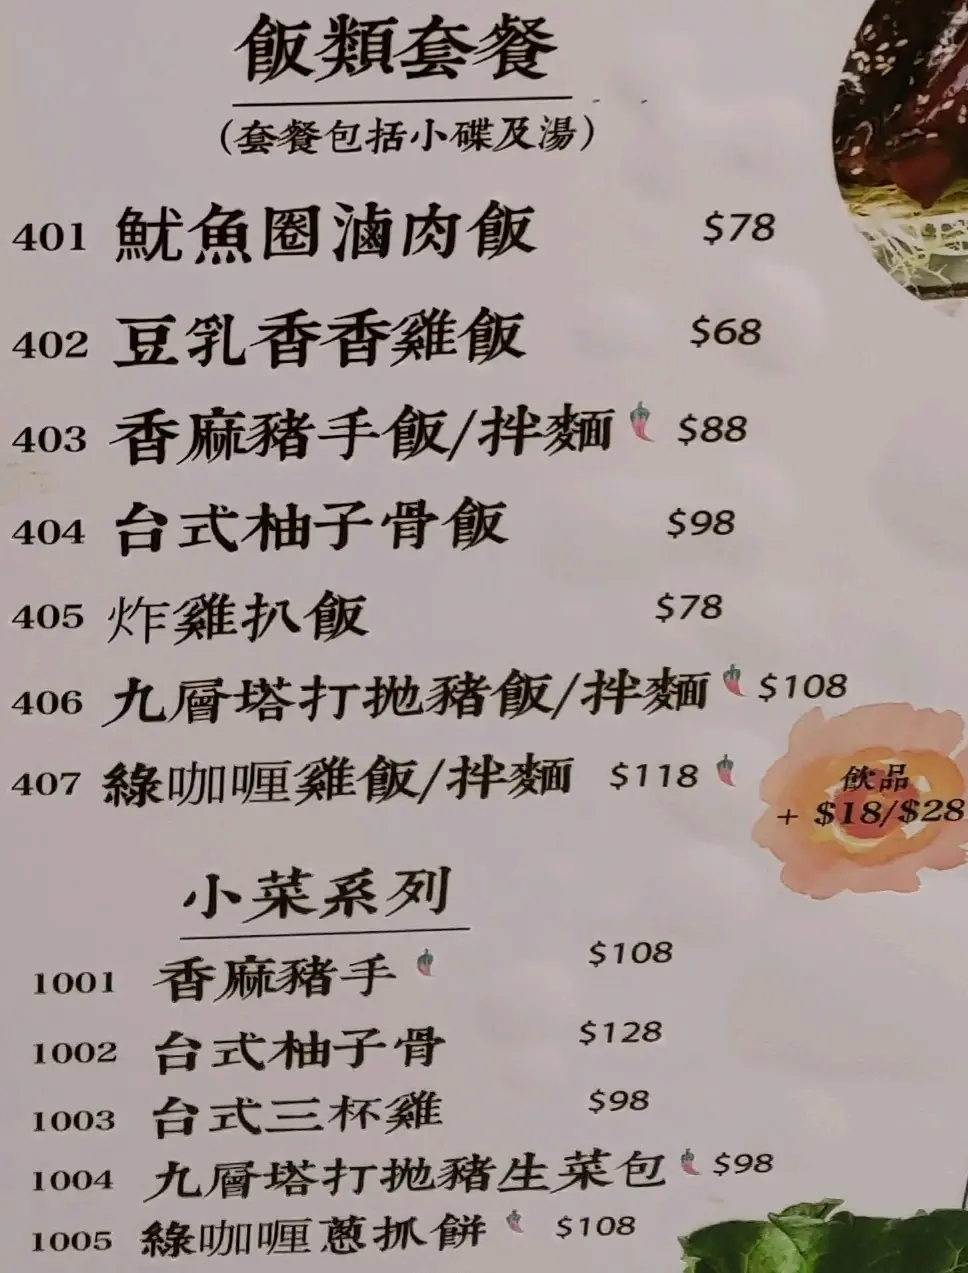 飯類套餐
(套餐包括小碟及湯)
401 魷魚圈滷肉飯 $78
402 豆乳香香雞飯 $68
403 香麻豬手飯/拌麵 $88
404 台式柚子骨飯 $98
405 炸雞扒飯 $78
406 九層塔打拋豬飯/拌麵 $108
407 綠咖喱雞飯/拌麵 $118
飲品
+ $18/$28
小菜系列
1001 香麻豬手 $108
1002 台式柚子骨 $128
1003 台式三杯雞 $98
1004 九層塔打拋豬生菜包 $98
1005 綠咖喱蔥抓餅 $108